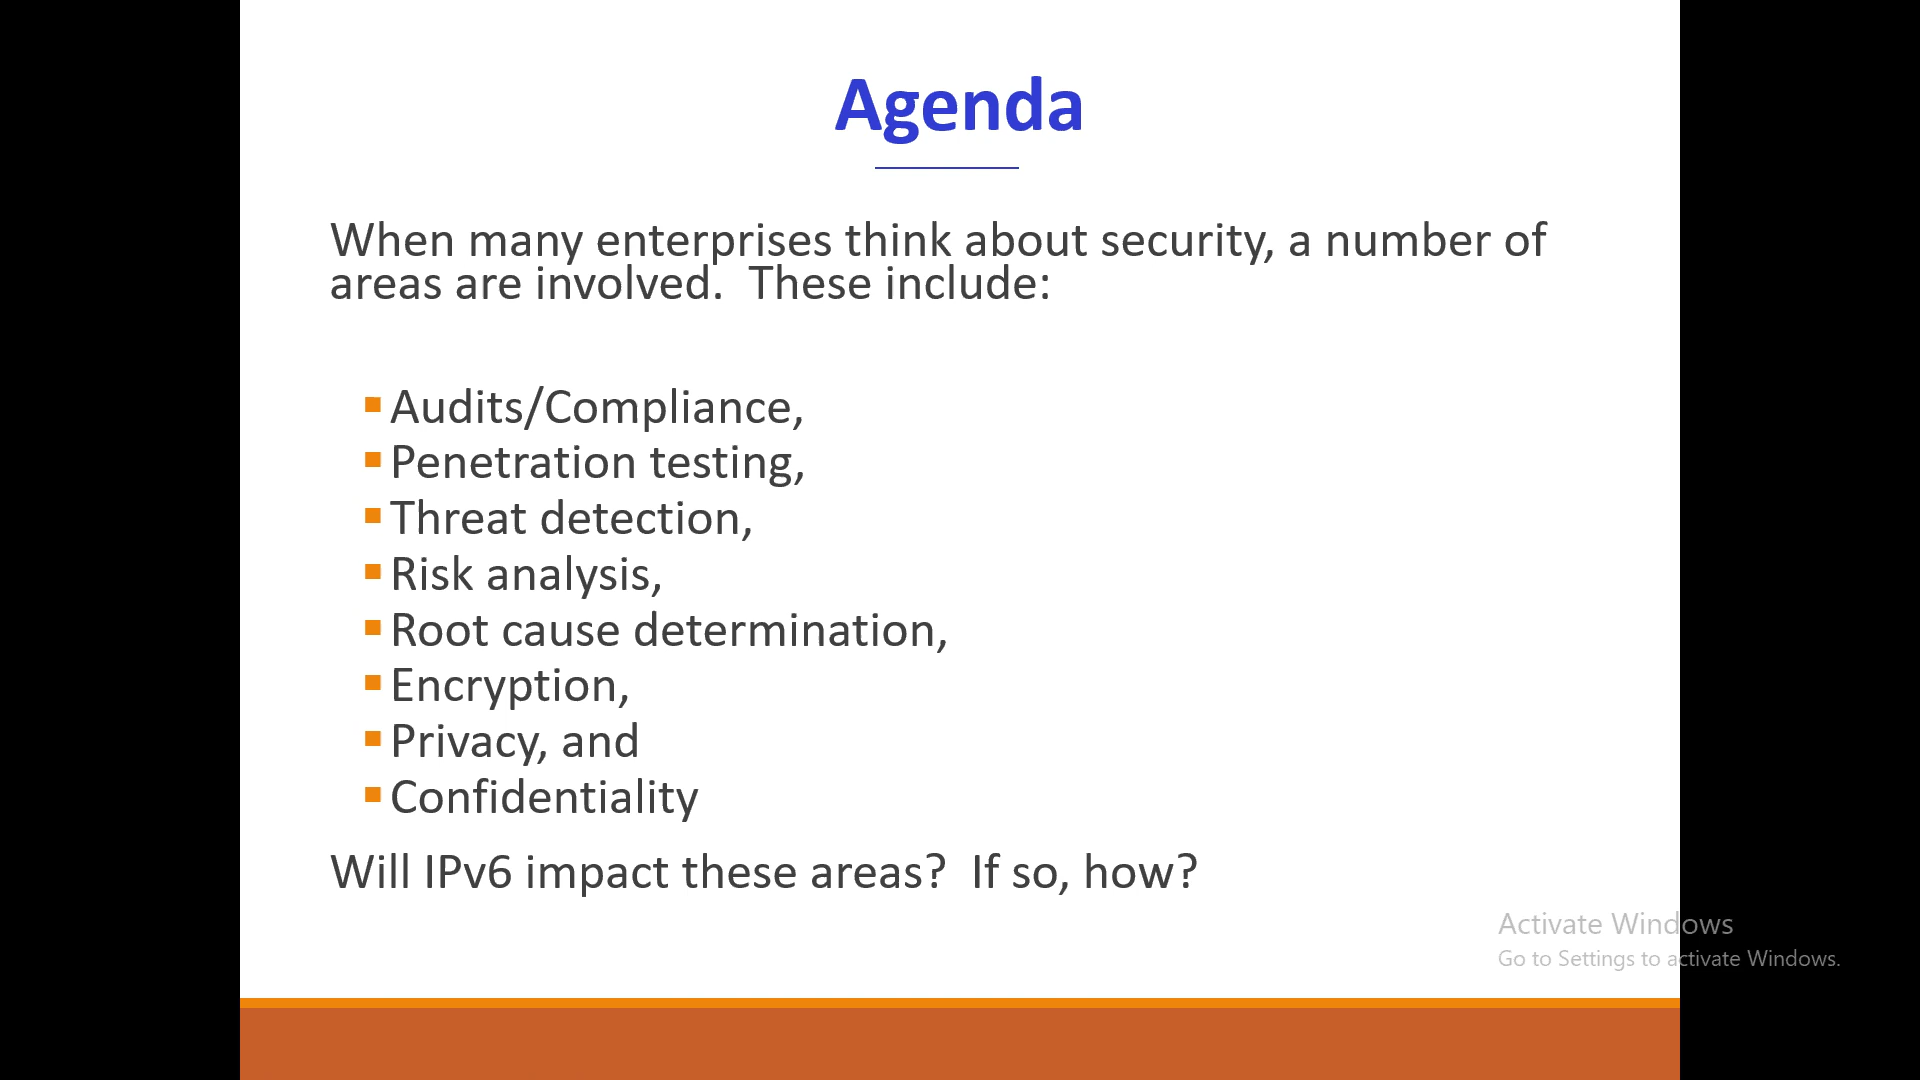 Agenda
When many enterprises think about security, a number of
areas are involved.  These include:
Audits/Compliance,
Penetration testing,
Threat detection,
Risk analysis,
Root cause determination,
Encryption,
Privacy, and
Confidentiality
Will IPv6 impact these areas?  If so, how?
Activate Windows
Go to Settings to activate Windows.